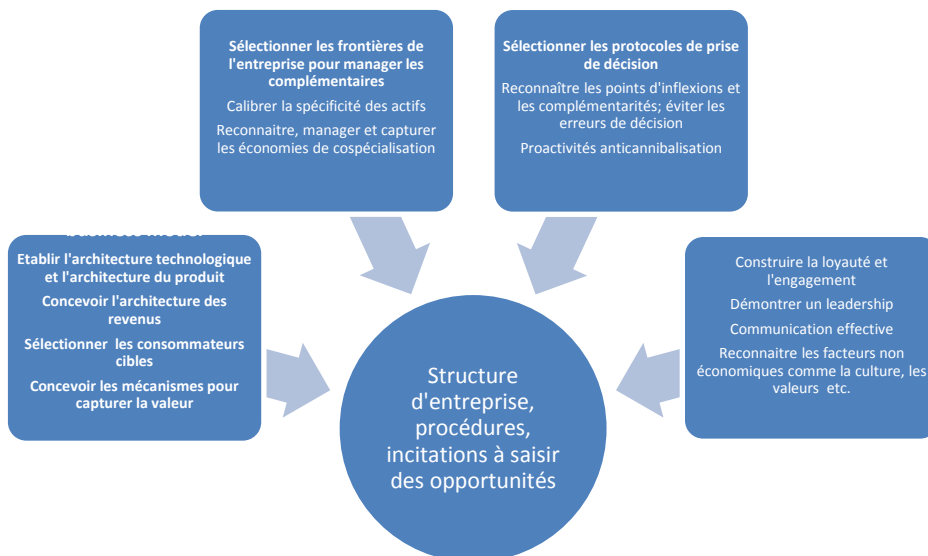 Sélectionner les frontières de
l'entreprise pour manager les
complémentaires
Calibrer la spécificité des actifs
Reconnaitre, manager et capturer
les économies de cospécialisation
Sélectionner les protocoles de prise
de décision
Reconnaître les points d'inflexions et
les complémentarités; éviter les
erreurs de décision
Proactivités anticannibalisation
Etablir l'architecture technologique
et l'architecture du produit
Concevoir l'architecture des
revenus
Sélectionner les consommateurs
cibles
Concevoir les mécanismes pour
capturer la valeur
Construire la loyauté et
l'engagement
Démontrer un leadership
Communication effective
Reconnaitre les facteurs non
économiques comme la culture, les
valeurs etc.
Structure
d'entreprise,
procédures,
incitations à saisir
des opportunités